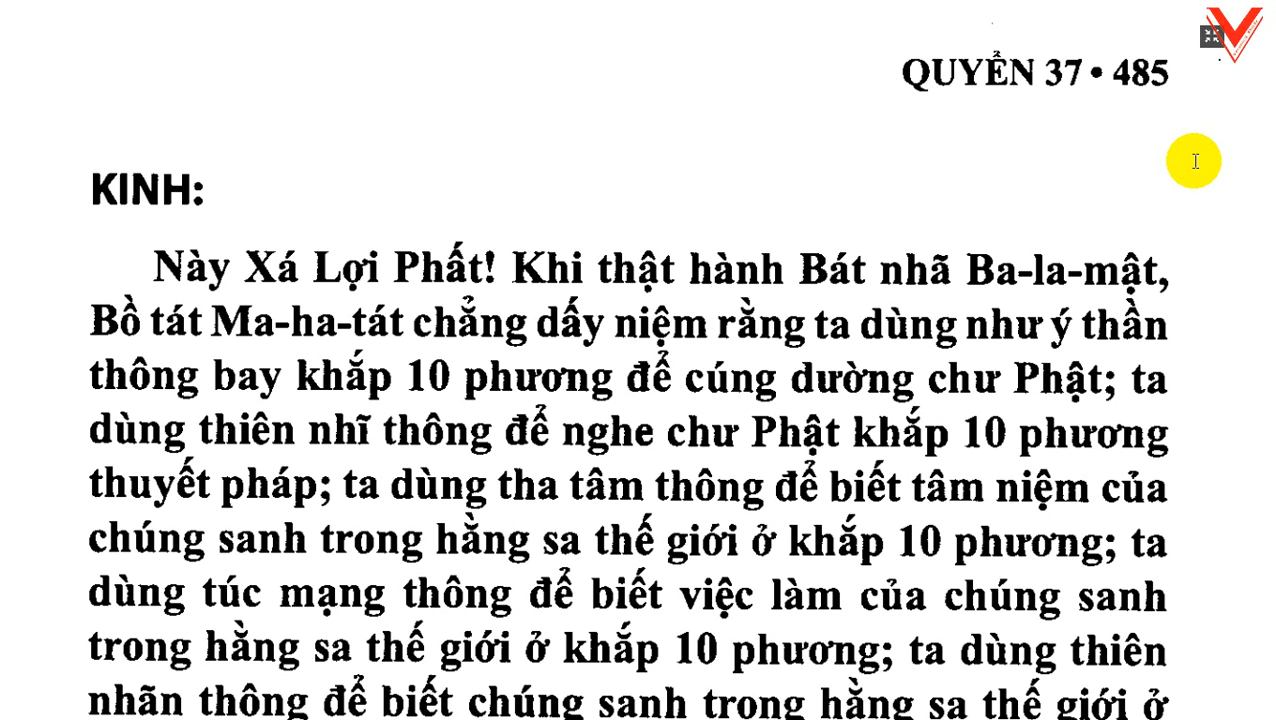 QUYỂN 37 • 485
KINH:
Này Xá Lợi Phất! Khi thật hành Bát nhã Ba-la-mật,
Bồ tát Ma-ha-tát chẳng dấy niệm rằng ta dùng như ý thần
thông bay khắp 10 phương để cúng dường chư Phật; ta
dùng thiên nhĩ thông để nghe chư Phật khắp 10 phương
thuyết pháp; ta dùng tha tâm thông để biết tâm niệm của
chúng sanh trong hằng sa thế giới ở khắp 10 phương; ta
dùng túc mạng thông để biết việc làm của chúng sanh
trong hằng sa thế giới ở khắp 10 phương; ta dùng thiên
nhãn thông để biết chúng sanh trong hằng sa thế giới ở